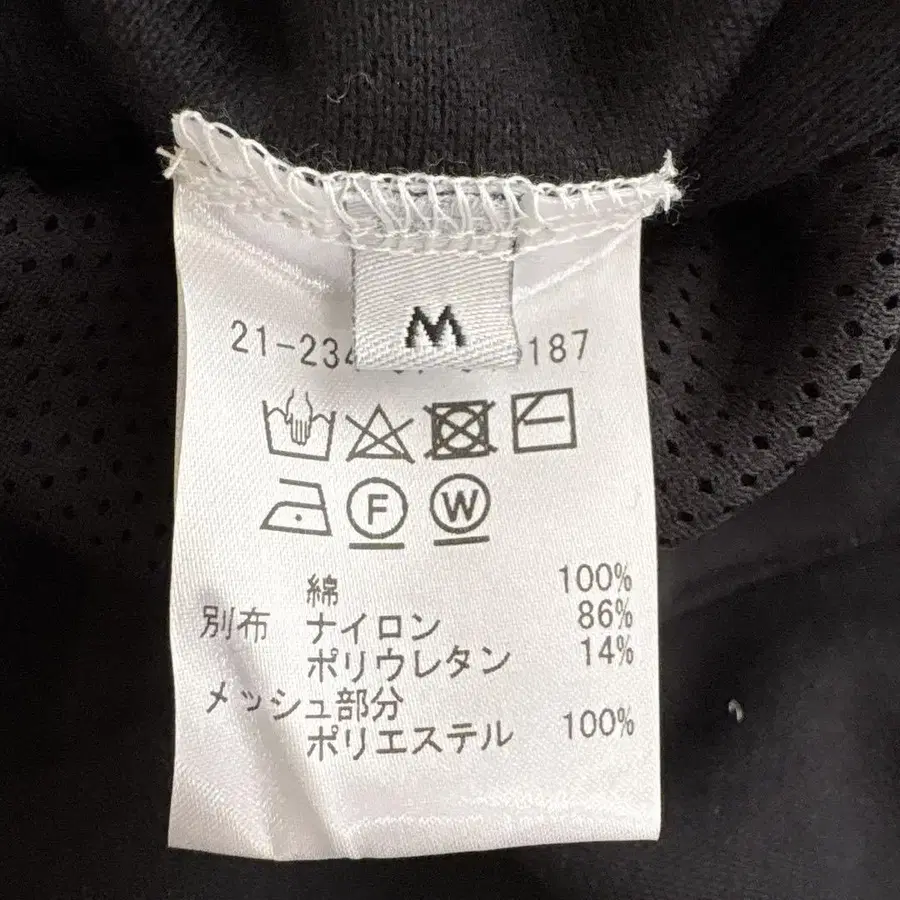 M
21-234 187
F W
綿 100%
別布 ナイロン 86%
ポリウレタン 14%
メッシュ部分
ポリエステル 100%